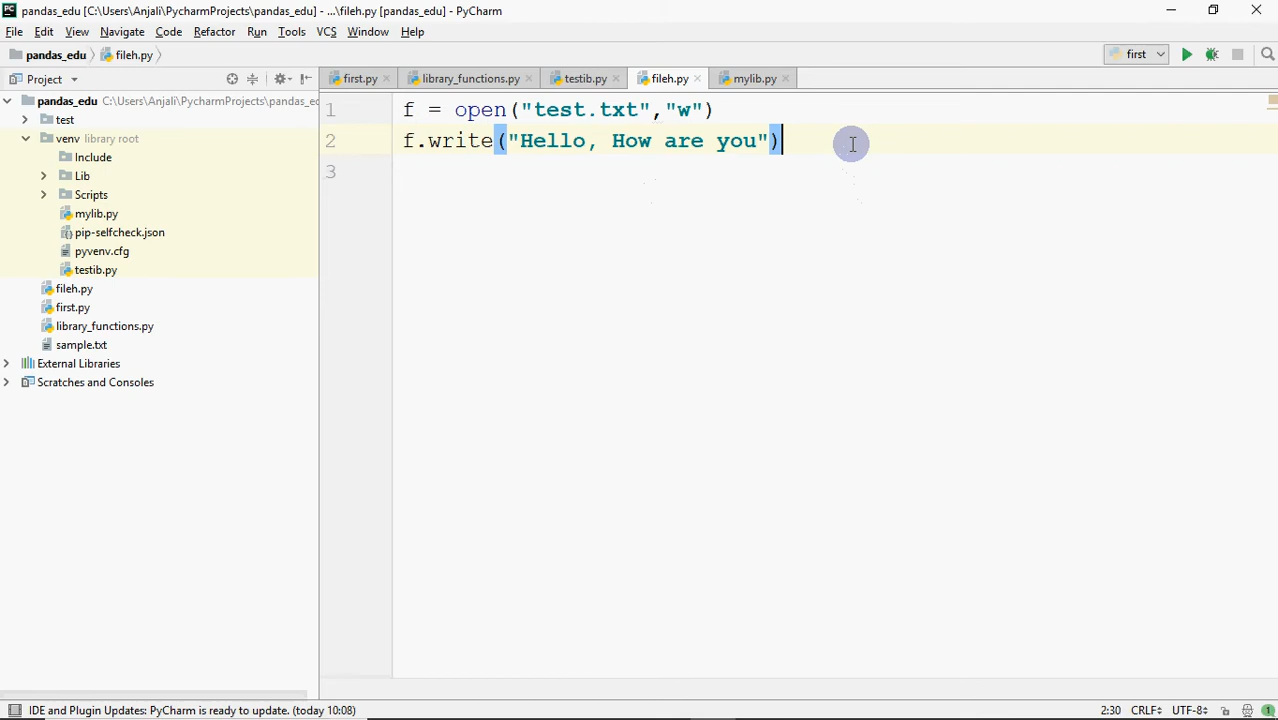 pandas_edu [C:\Users\Anjali\PycharmProjects\pandas_edu] - ...\fileh.py [pandas_edu] - PyCharm
File Edit View Navigate Code Refactor Run Tools VCS Window Help
pandas_edu fileh.py first
Project first.py library_functions.py testib.py fileh.py mylib.py
pandas_edu C:\Users\Anjali\PycharmProjects\pandas_ed
test
venv library root
Include
Lib
Scripts
mylib.py
pip-selfcheck.json
pyvenv.cfg
testib.py
fileh.py
first.py
library_functions.py
sample.txt
External Libraries
Scratches and Consoles
1 f = open("test.txt","w")
2 f.write("Hello, How are you")
3
IDE and Plugin Updates: PyCharm is ready to update. (today 10:08) 2:30 CRLF UTF-8 1